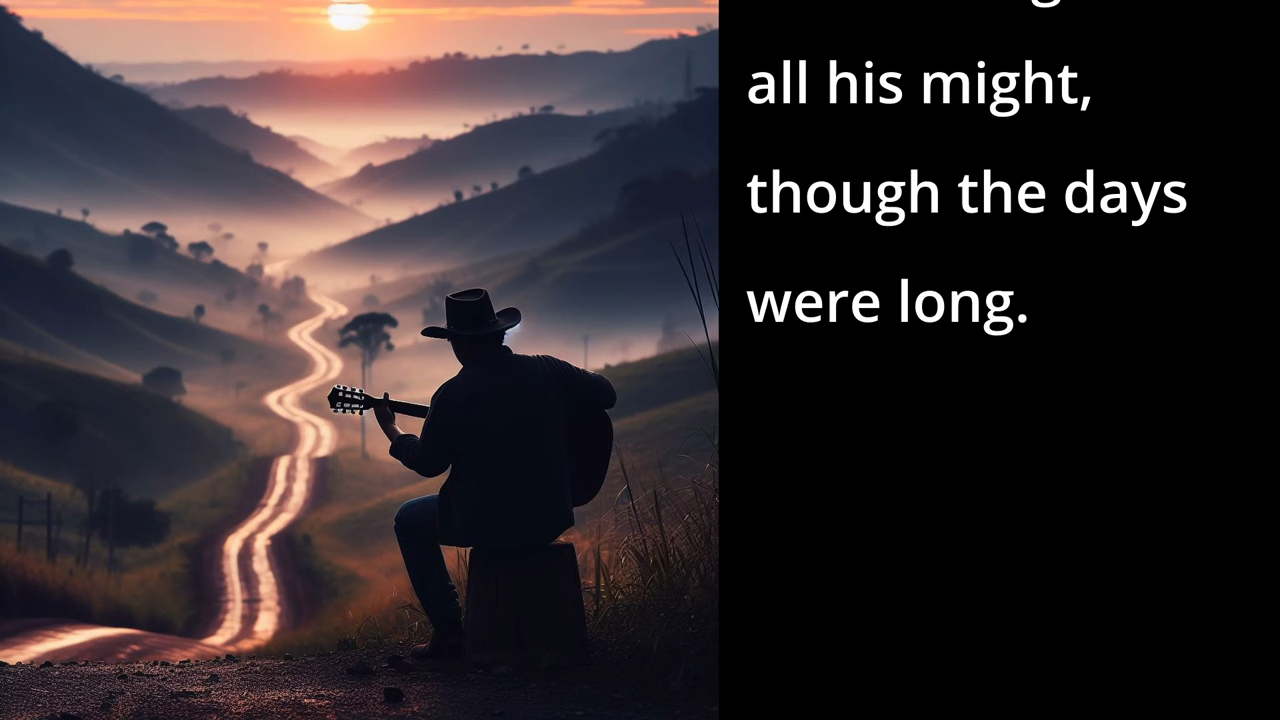 all his might,
though the days
were long.